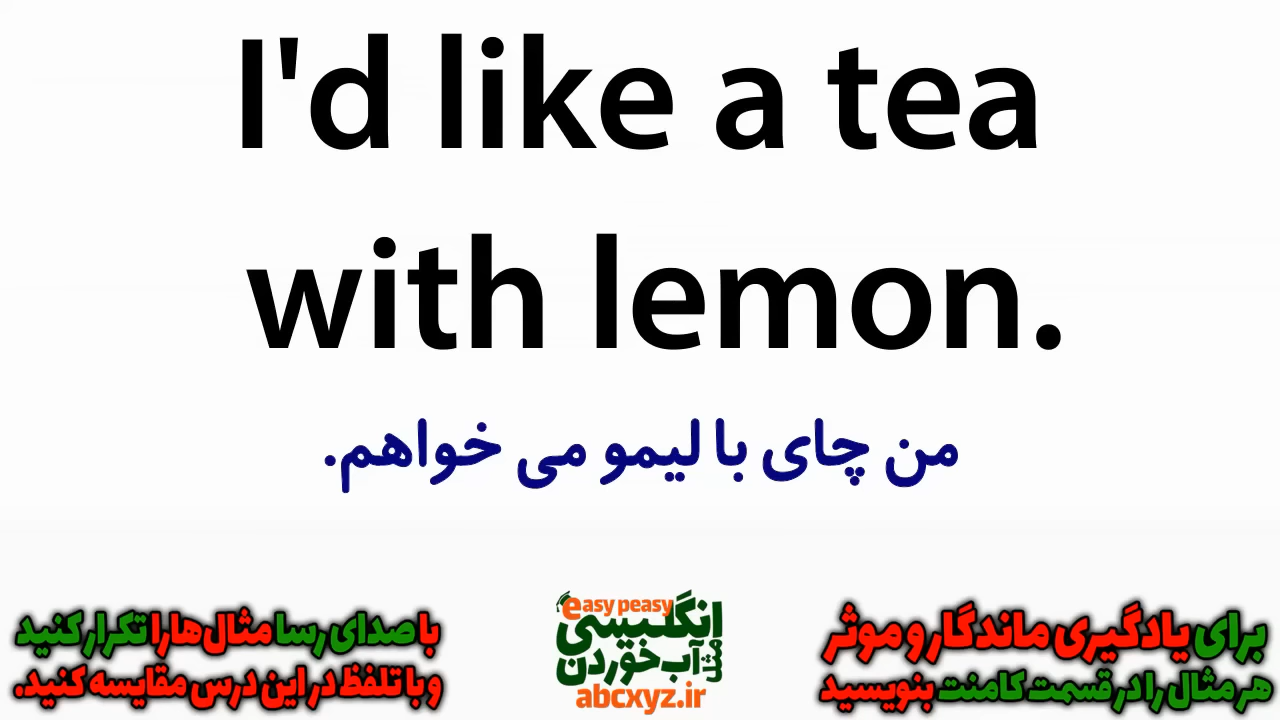 I'd like a tea
with lemon.
من چای با لیمو می خواهم.
برای یادگیری ماندگار و موثر
هر مثال را در قسمت کامنت بنویسید
easy peasy
انگلیسی
مثل آب خوردن
abcxyz.ir
با صدای رسا مثال‌ها را تکرار کنید
و با تلفظ در این درس مقایسه کنید.